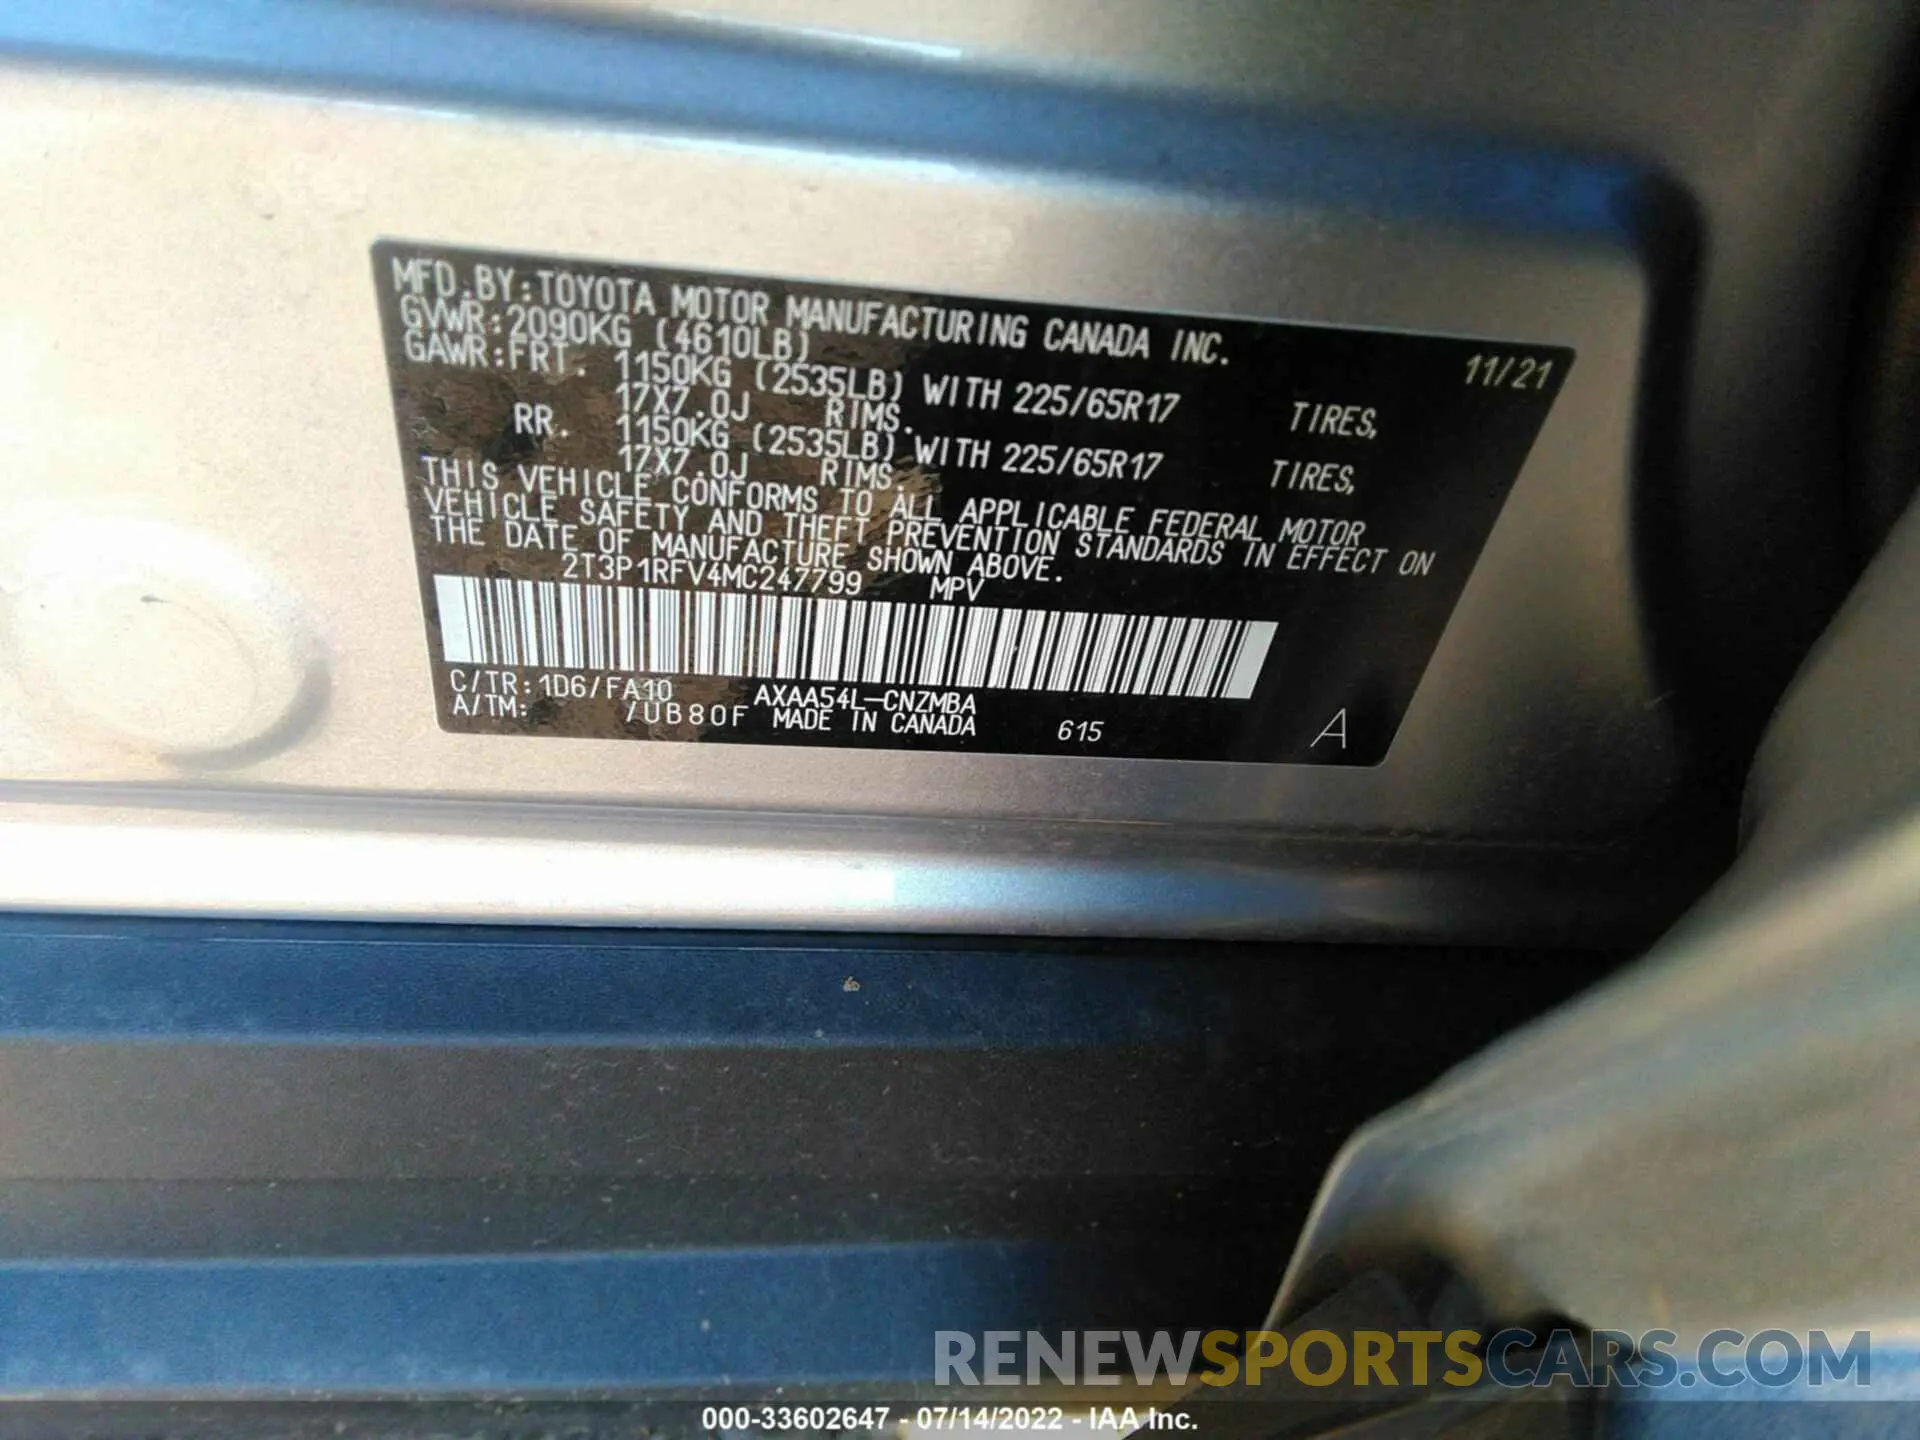 MFD.BY:TOYOTA MOTOR MANUFACTURING CANADA INC. 11/21
GVWR:2090KG (4610LB)
GAWR:FRT. 1150KG (2535LB) WITH 225/65R17 TIRES,
17X7.0J RIMS.
RR. 1150KG (2535LB) WITH 225/65R17 TIRES,
17X7.0J RIMS.
THIS VEHICLE CONFORMS TO ALL APPLICABLE FEDERAL MOTOR
VEHICLE SAFETY AND THEFT PREVENTION STANDARDS IN EFFECT ON
THE DATE OF MANUFACTURE SHOWN ABOVE.
2T3P1RFV4MC247799 MPV
C/TR:1D6/FA10 AXAA54L-CNZMBA
A/TM: /UB80F MADE IN CANADA 615 A
RENEWSPORTSCARS.COM
000-33602647 - 07/14/2022 - IAA Inc.